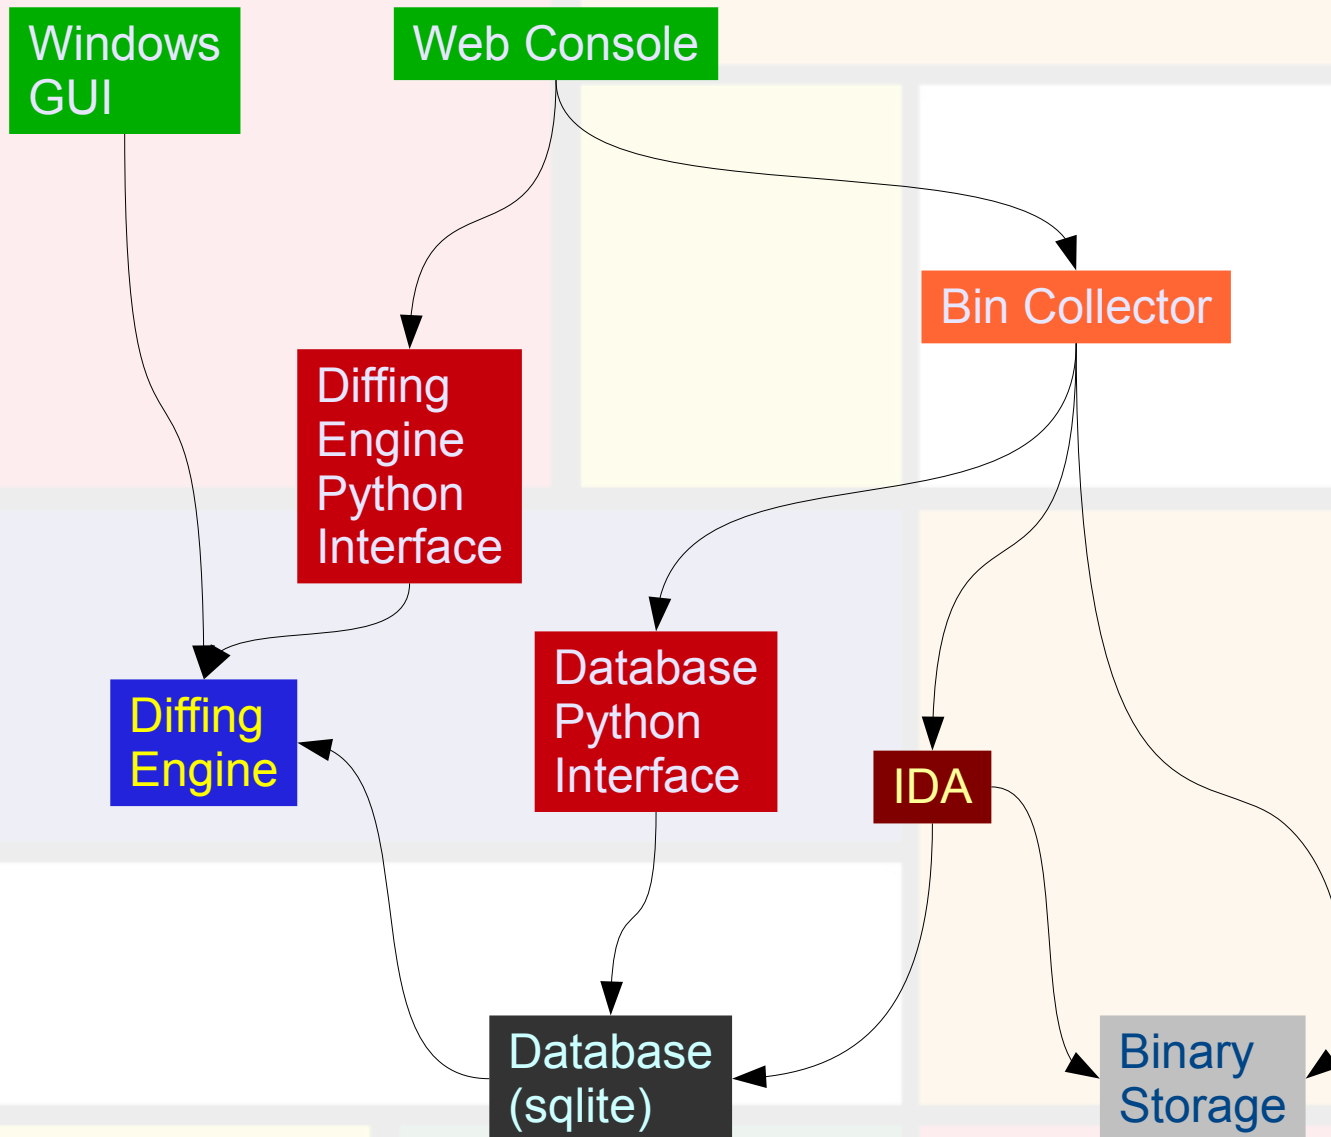 Windows
GUI
Web Console
Bin Collector
Diffing
Engine
Python
Interface
Database
Python
Interface
Diffing
Engine
IDA
Database
(sqlite)
Binary
Storage